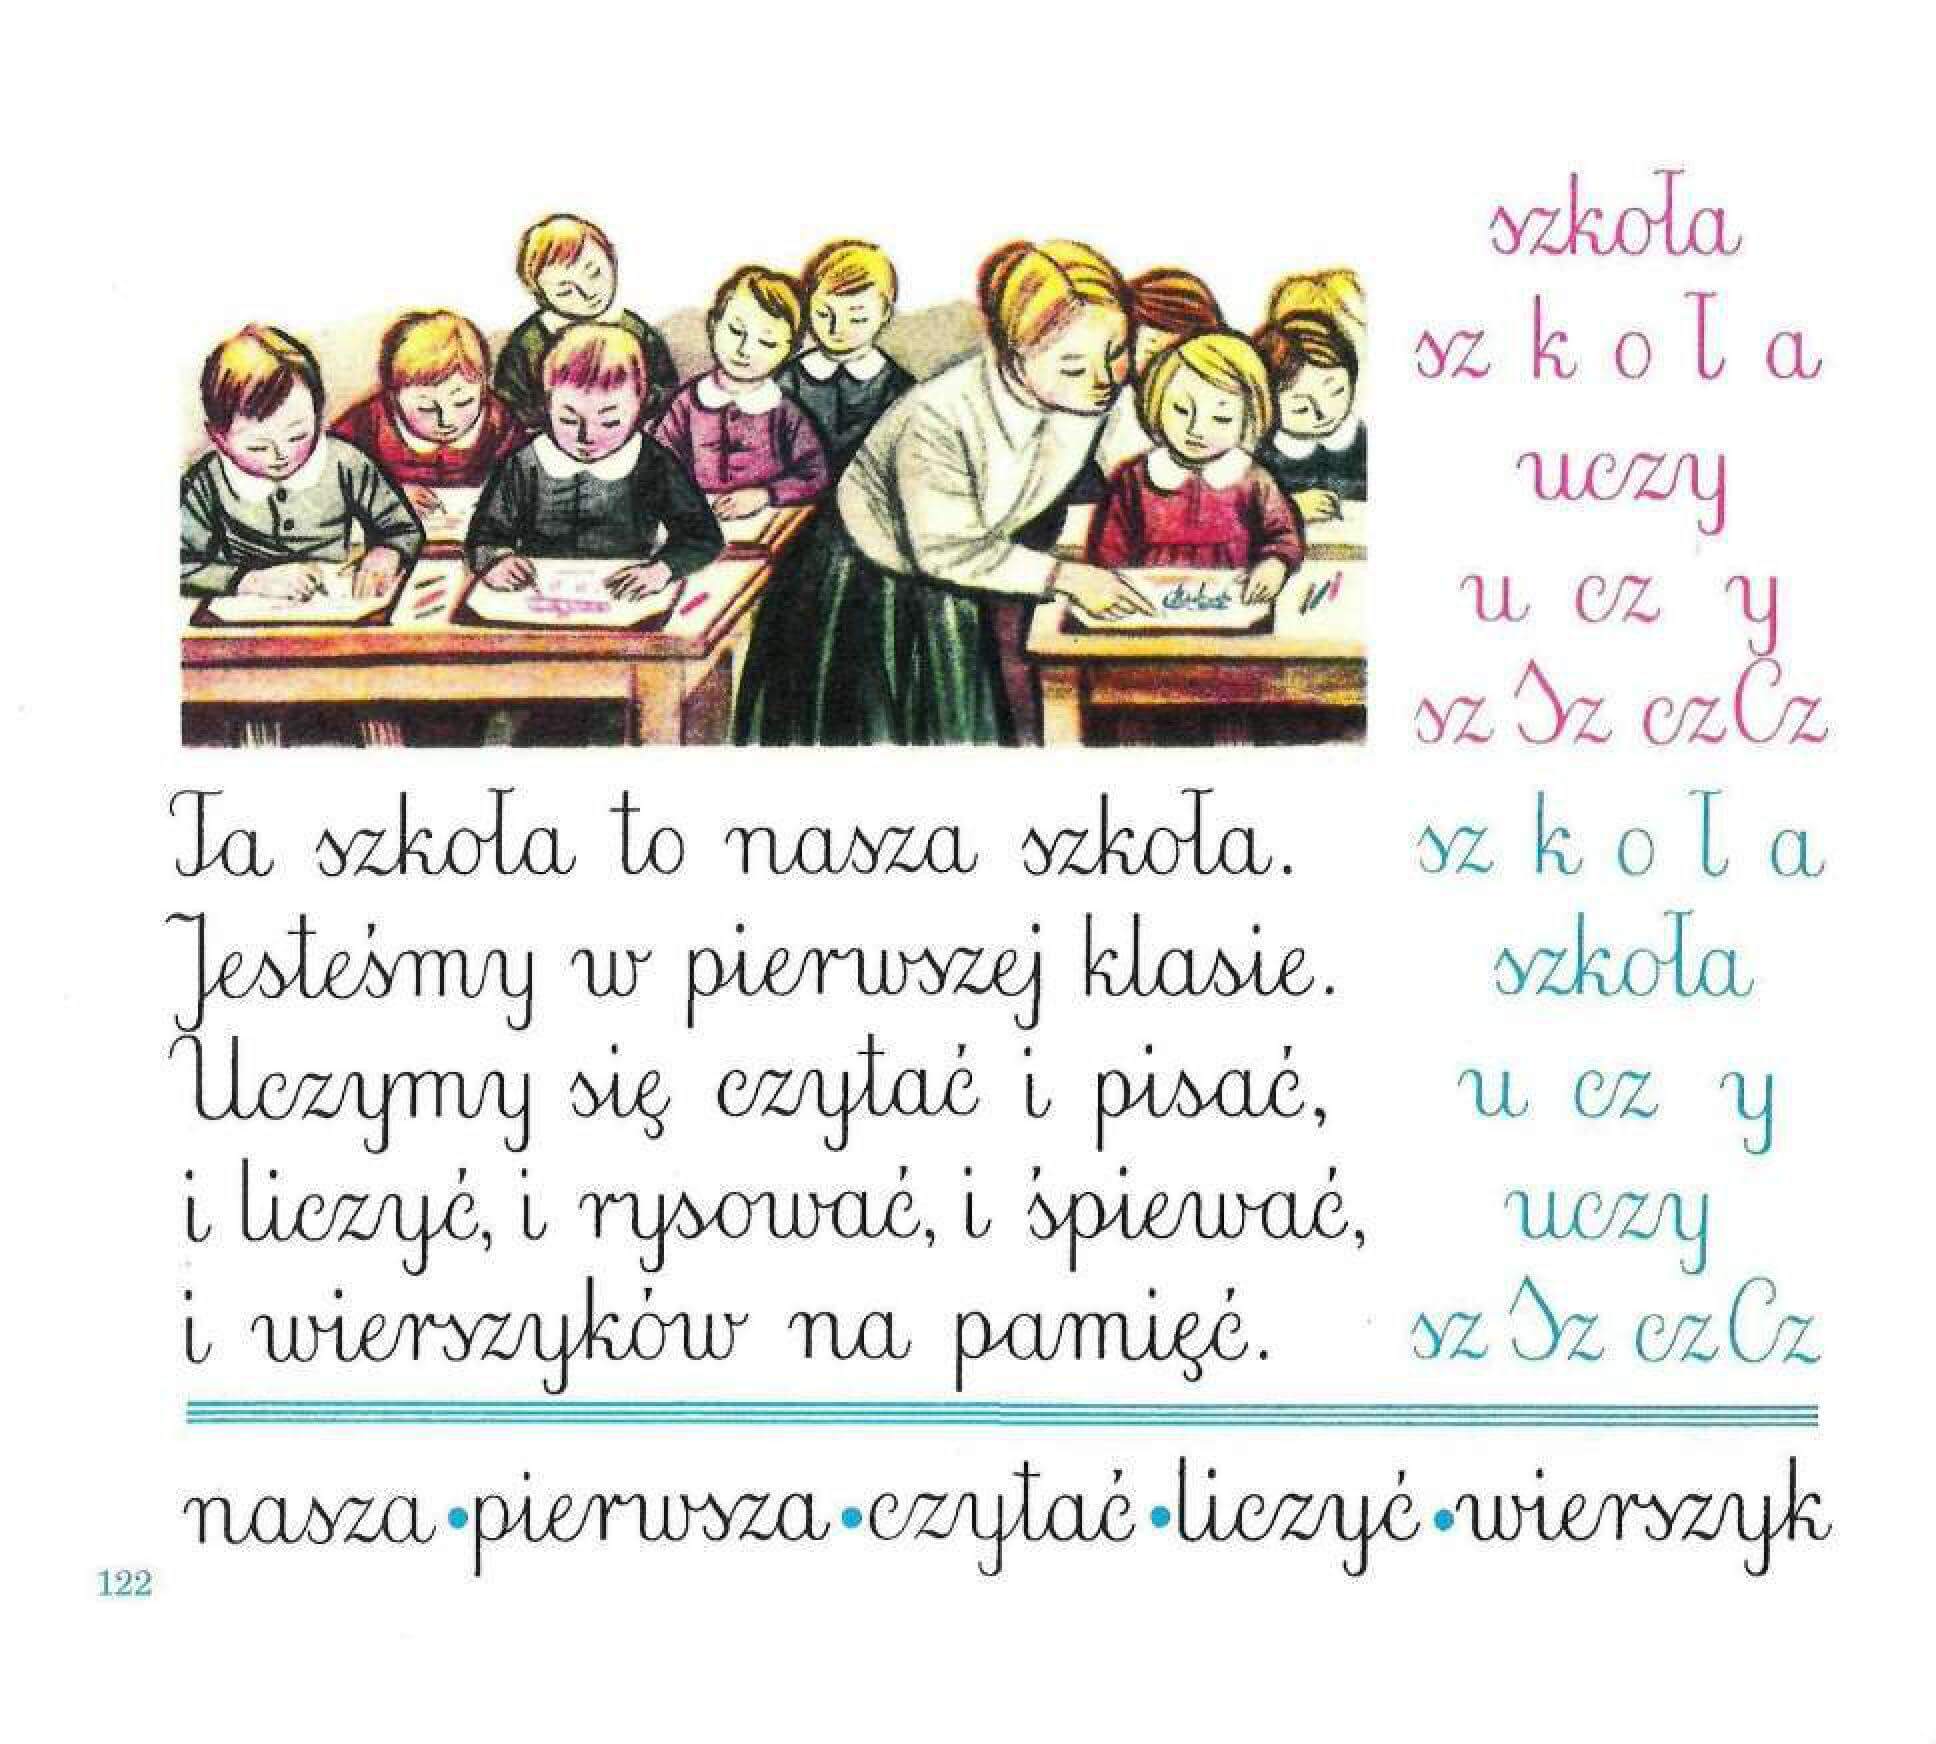 szkoła
sz k o ł a
uczy
u cz y
sz Sz cz Cz
Ta szkoła to nasza szkoła.
Jesteśmy w pierwszej klasie.
Uczymy się czytać i pisać,
i liczyć, i rysować, i śpiewać,
i wierszyków na pamięć.
sz k o ł a
szkoła
u cz y
uczy
sz Sz cz Cz
nasza • pierwsza • czytać • liczyć • wierszyk
122